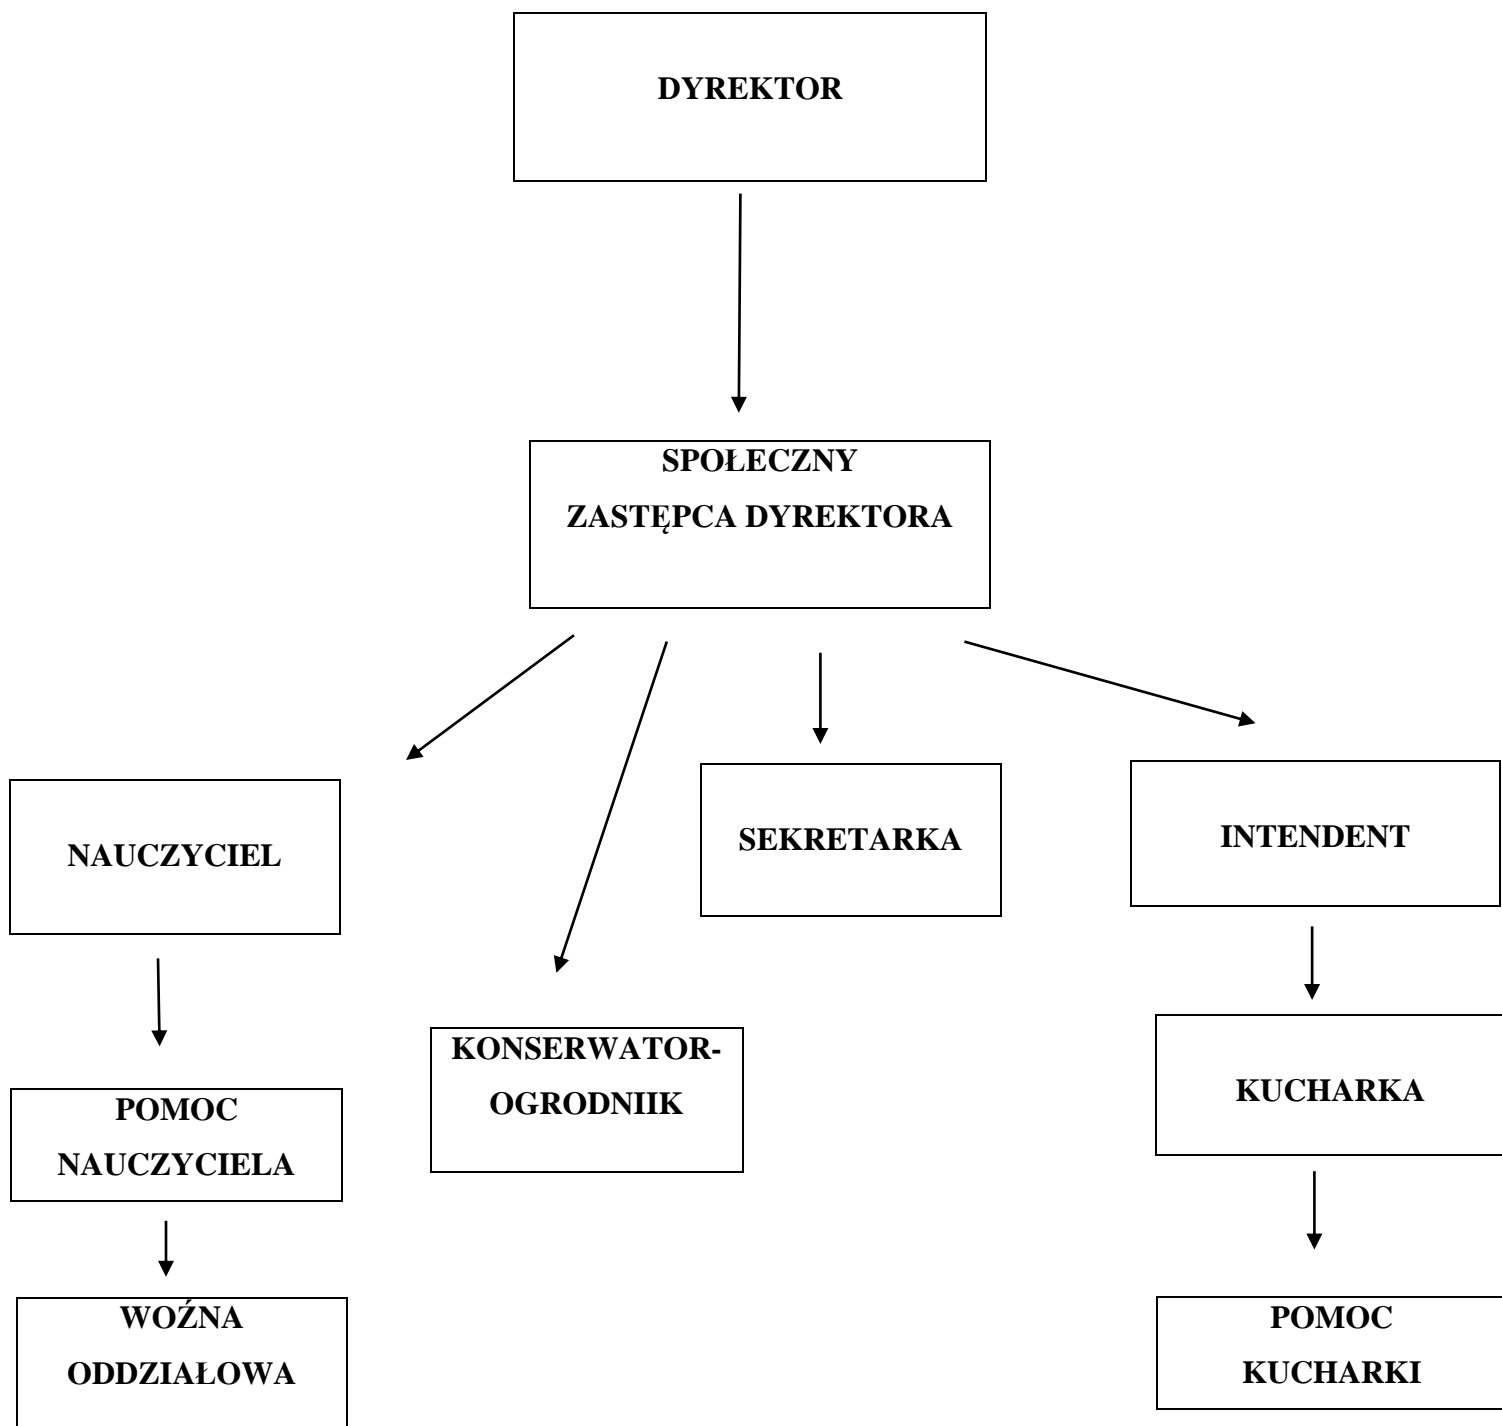 DYREKTOR
SPOŁECZNY
ZASTĘPCA DYREKTORA
NAUCZYCIEL
SEKRETARKA
INTENDENT
KONSERWATOR-
OGRODNIIK
KUCHARKA
POMOC
NAUCZYCIELA
WOŹNA
ODDZIAŁOWA
POMOC
KUCHARKI